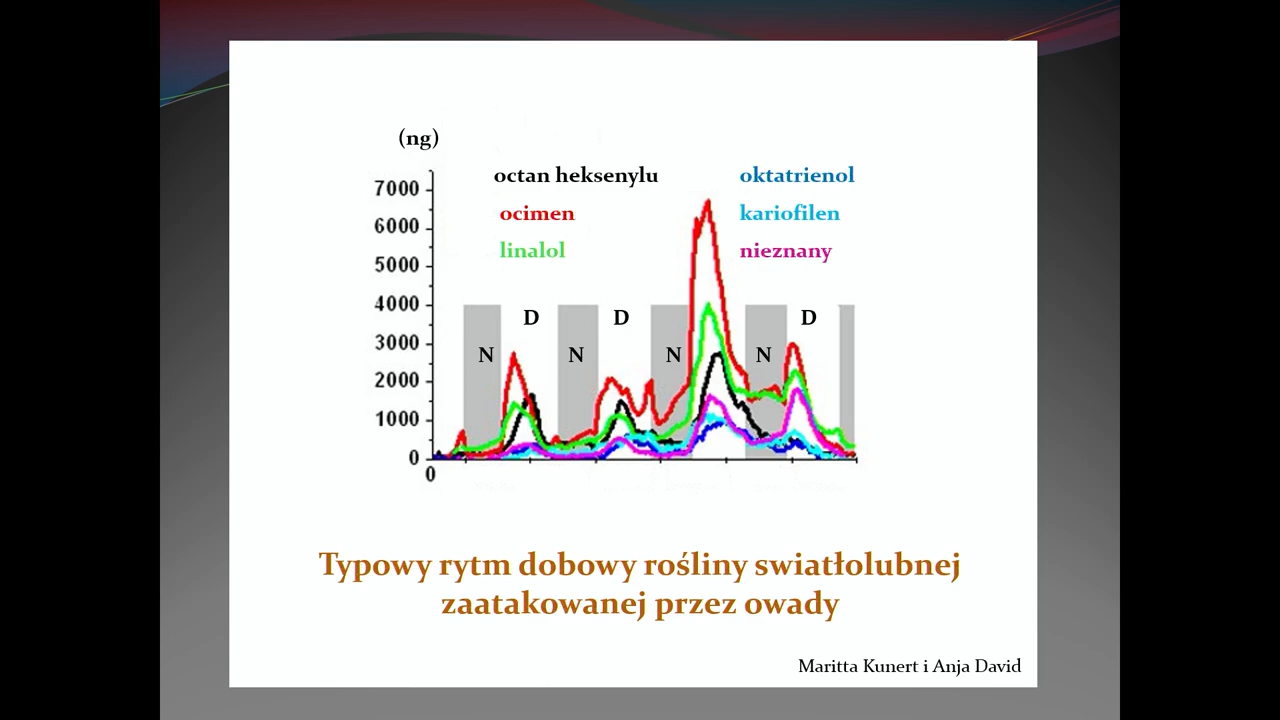 (ng)
octan heksenylu
oktatrienol
ocimen
kariofilen
linalol
nieznany
7000
6000
5000
4000
3000
2000
1000
0
0
D D D
N N N N
Typowy rytm dobowy rośliny swiatłolubnej
zaatakowanej przez owady
Maritta Kunert i Anja David